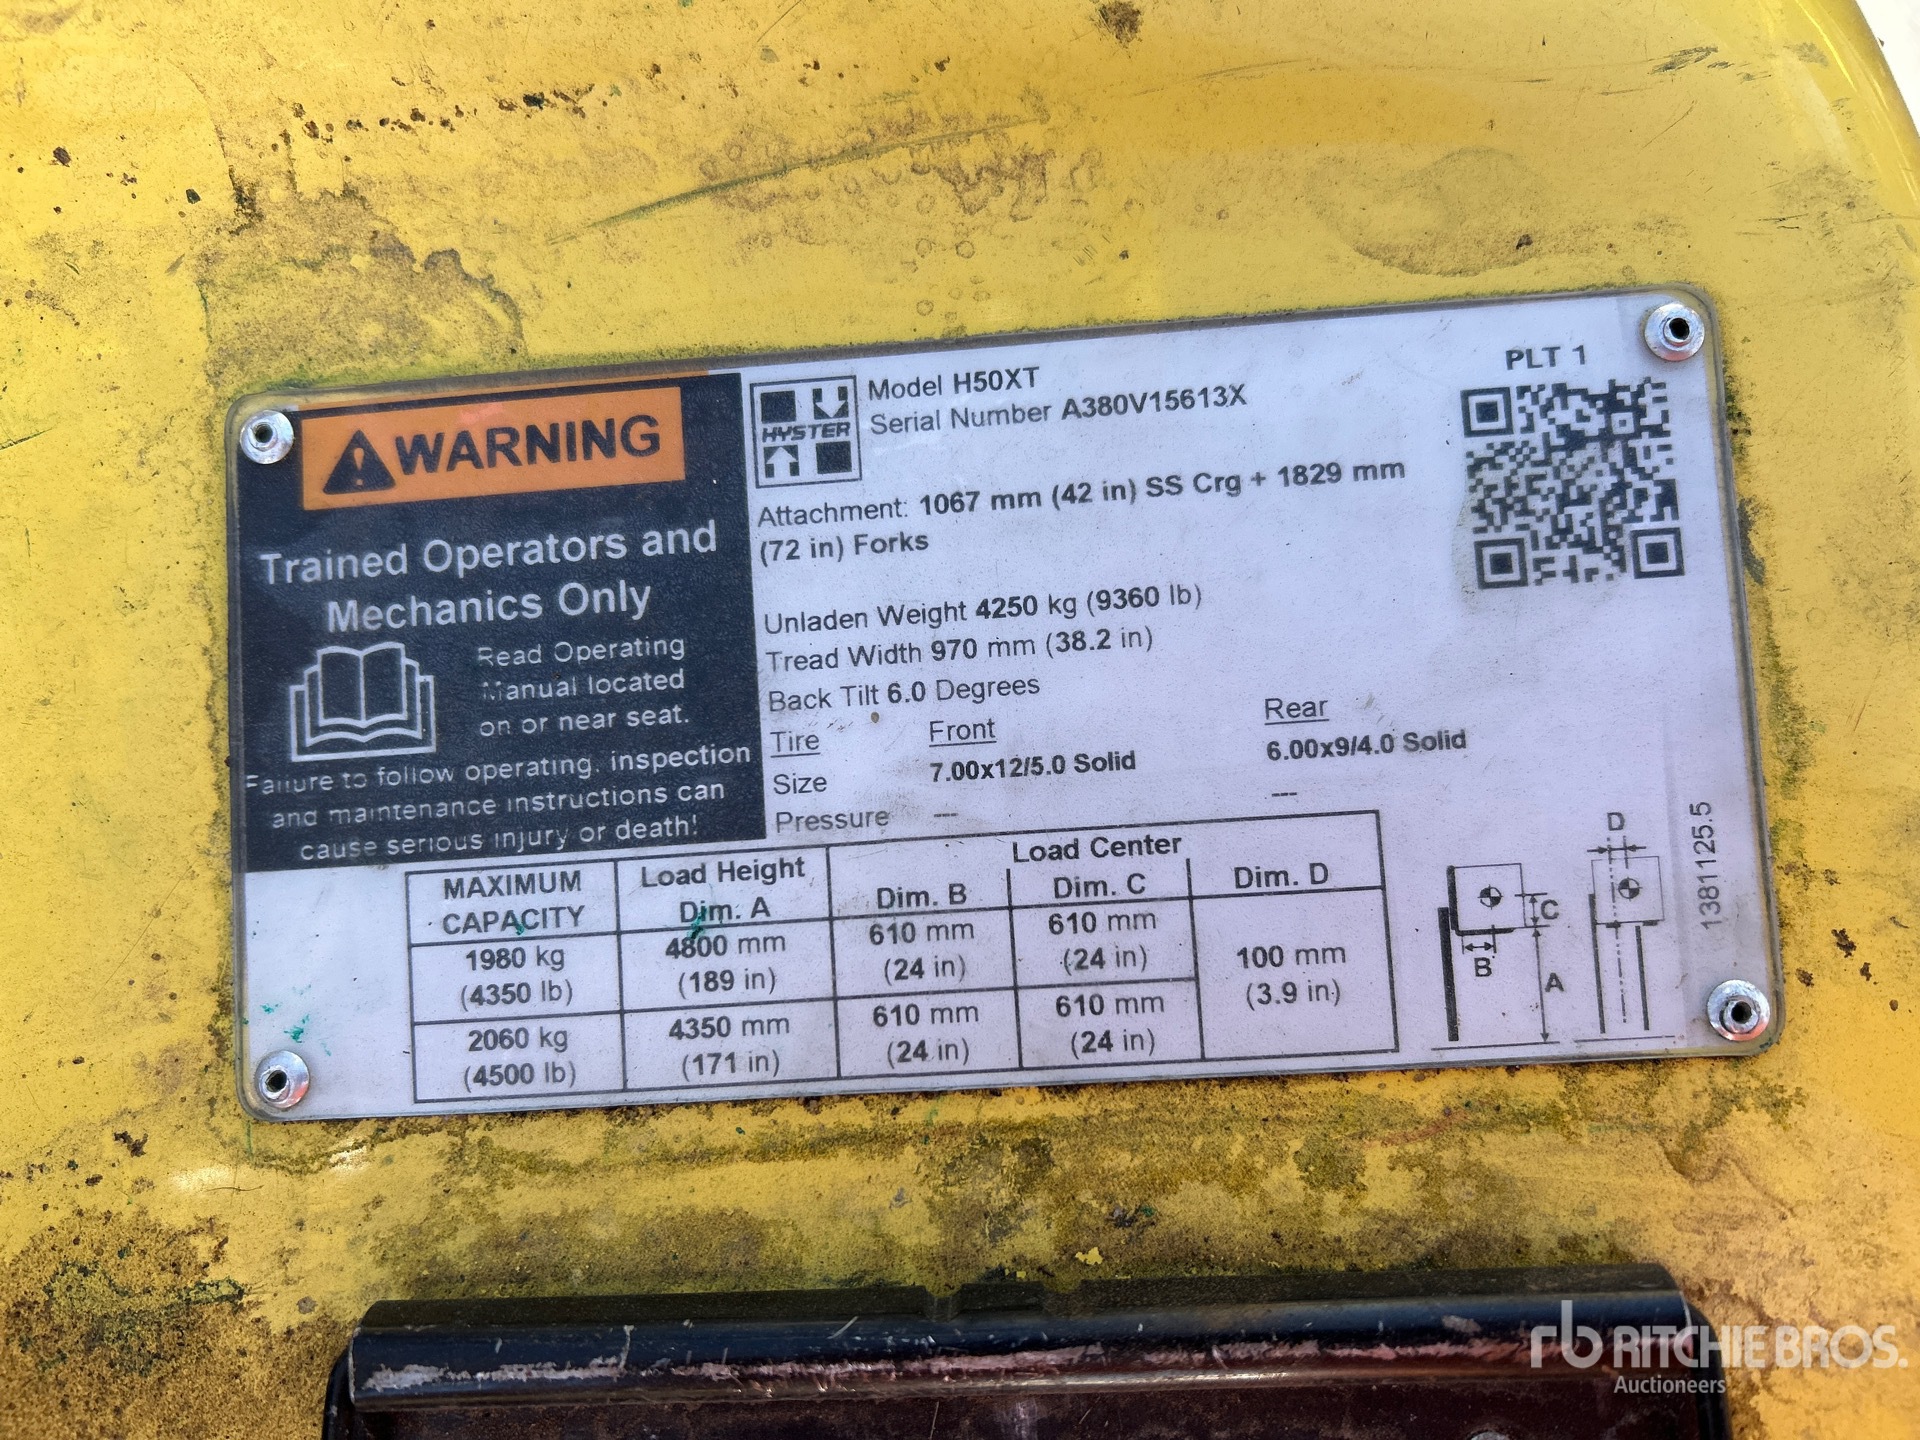 WARNING
Trained Operators and
Mechanics Only
Read Operating
Manual located
on or near seat.
Failure to follow operating, inspection
and maintenance instructions can
cause serious injury or death!
HYSTER
Model H50XT
Serial Number A380V15613X
PLT 1
Attachment: 1067 mm (42 in) SS Crg + 1829 mm
(72 in) Forks
Unladen Weight 4250 kg (9360 lb)
Tread Width 970 mm (38.2 in)
Back Tilt 6.0 Degrees
Tire Front Rear
Size 7.00x12/5.0 Solid 6.00x9/4.0 Solid
Pressure --- ---
MAXIMUM CAPACITY Load Height Dim. A Load Center
Dim. B Dim. C Dim. D
1980 kg 4800 mm 610 mm 610 mm 100 mm
(4350 lb) (189 in) (24 in) (24 in) (3.9 in)
2060 kg 4350 mm 610 mm 610 mm
(4500 lb) (171 in) (24 in) (24 in)
D
C
B
A
1381125.5
rb RITCHIE BROS.
Auctioneers